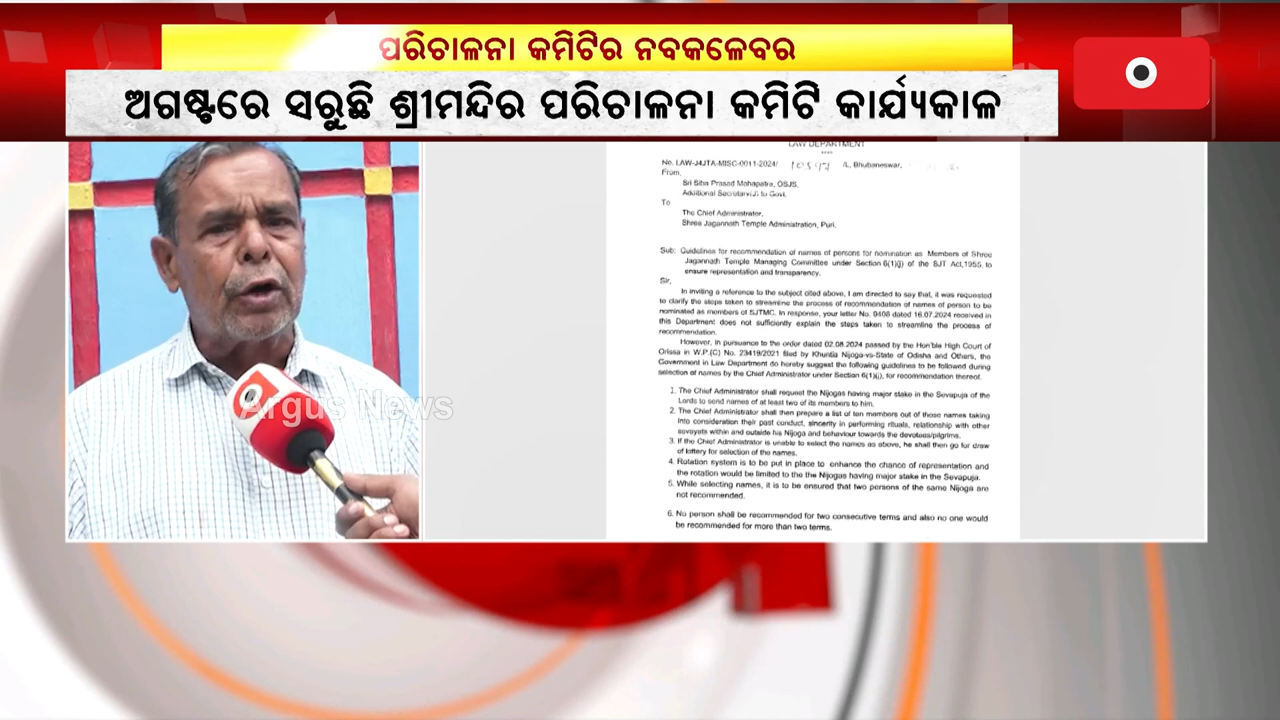 ପରିଚାଳନା କମିଟିର ନବକଳେବର
ଅଗଷ୍ଟରେ ସରୁଛି ଶ୍ରୀମନ୍ଦିର ପରିଚାଳନା କମିଟି କାର୍ଯ୍ୟକାଳ
LAW DEPARTMENT
No. LAW-J4JTA-MISC-0011-2024/ 10597 /L, Bhubaneswar,
From,
Sri Siba Prasad Mohapatra, OSJS,
Additional Secretary(J) to Govt.
To
The Chief Administrator,
Shree Jagannath Temple Administration, Puri.
Sub: Guidelines for recommendation of names of persons for nomination as Members of Shree
Jagannath Temple Managing Committee under Section 6(1)(j) of the SJT Act,1955, to
ensure representation and transparency.
Sir,
In inviting a reference to the subject cited above, I am directed to say that, it was requested
to clarify the steps taken to streamline the process of recommendation of names of person to be
nominated as members of SJTMC. In response, your letter No. 9408 dated 16.07.2024 received in
this Department does not sufficiently explain the steps taken to streamline the process of
recommendation.
However, in pursuance to the order dated 02.08.2024 passed by the Hon'ble High Court of
Orissa in W.P.(C) No. 23419/2021 filed by Khuntia Nijoga-vs-State of Odisha and Others, the
Government in Law Department do hereby suggest the following guidelines to be followed during
selection of names by the Chief Administrator under Section 6(1)(j), for recommendation thereof.
1. The Chief Administrator shall request the Nijogas having major stake in the Sevapuja of the
Lords to send names of at least two of its members to him.
2. The Chief Administrator shall then prepare a list of ten members out of those names taking
into consideration their past conduct, sincerity in performing rituals, relationship with other
sevayats within and outside his Nijoga and behaviour towards the devotees/pilgrims.
3. If the Chief Administrator is unable to select the names as above, he shall then go for draw
of lottery for selection of the names.
4. Rotation system is to be put in place to enhance the chance of representation and
the rotation would be limited to the the Nijogas having major stake in the Sevapuja.
5. While selecting names, it is to be ensured that two persons of the same Nijoga are
not recommended.
6. No person shall be recommended for two consecutive terms and also no one would
be recommended for more than two terms.
Argus News